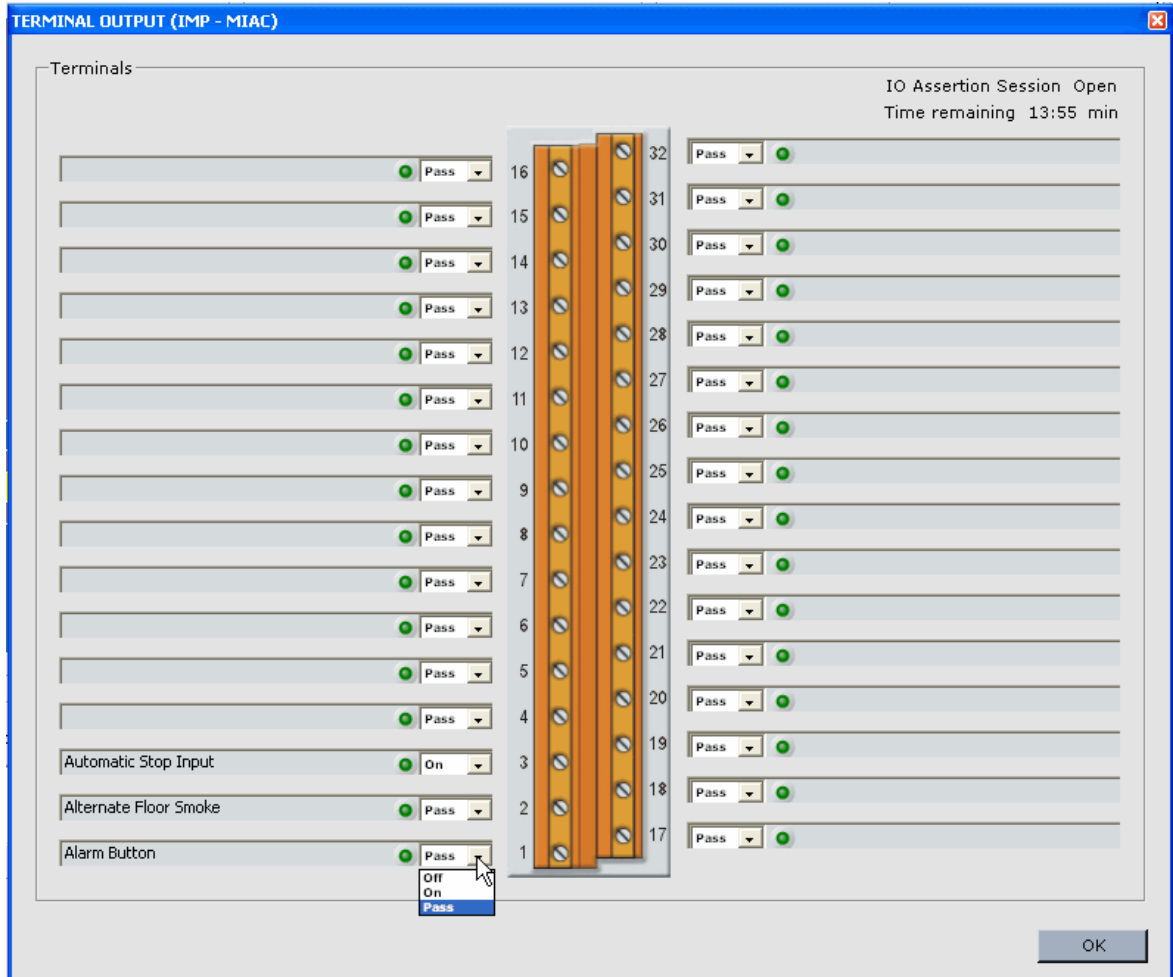 TERMINAL OUTPUT (IMP - MIAC)
Terminals
IO Assertion Session Open
Time remaining 13:55 min
Pass 16 32 Pass
Pass 15 31 Pass
Pass 14 30 Pass
Pass 13 29 Pass
Pass 12 28 Pass
Pass 11 27 Pass
Pass 10 26 Pass
Pass 9 25 Pass
Pass 8 24 Pass
Pass 7 23 Pass
Pass 6 22 Pass
Pass 5 21 Pass
Pass 4 20 Pass
Automatic Stop Input On 3 19 Pass
Alternate Floor Smoke Pass 2 18 Pass
Alarm Button Pass 1 17 Pass
Off
On
Pass
OK